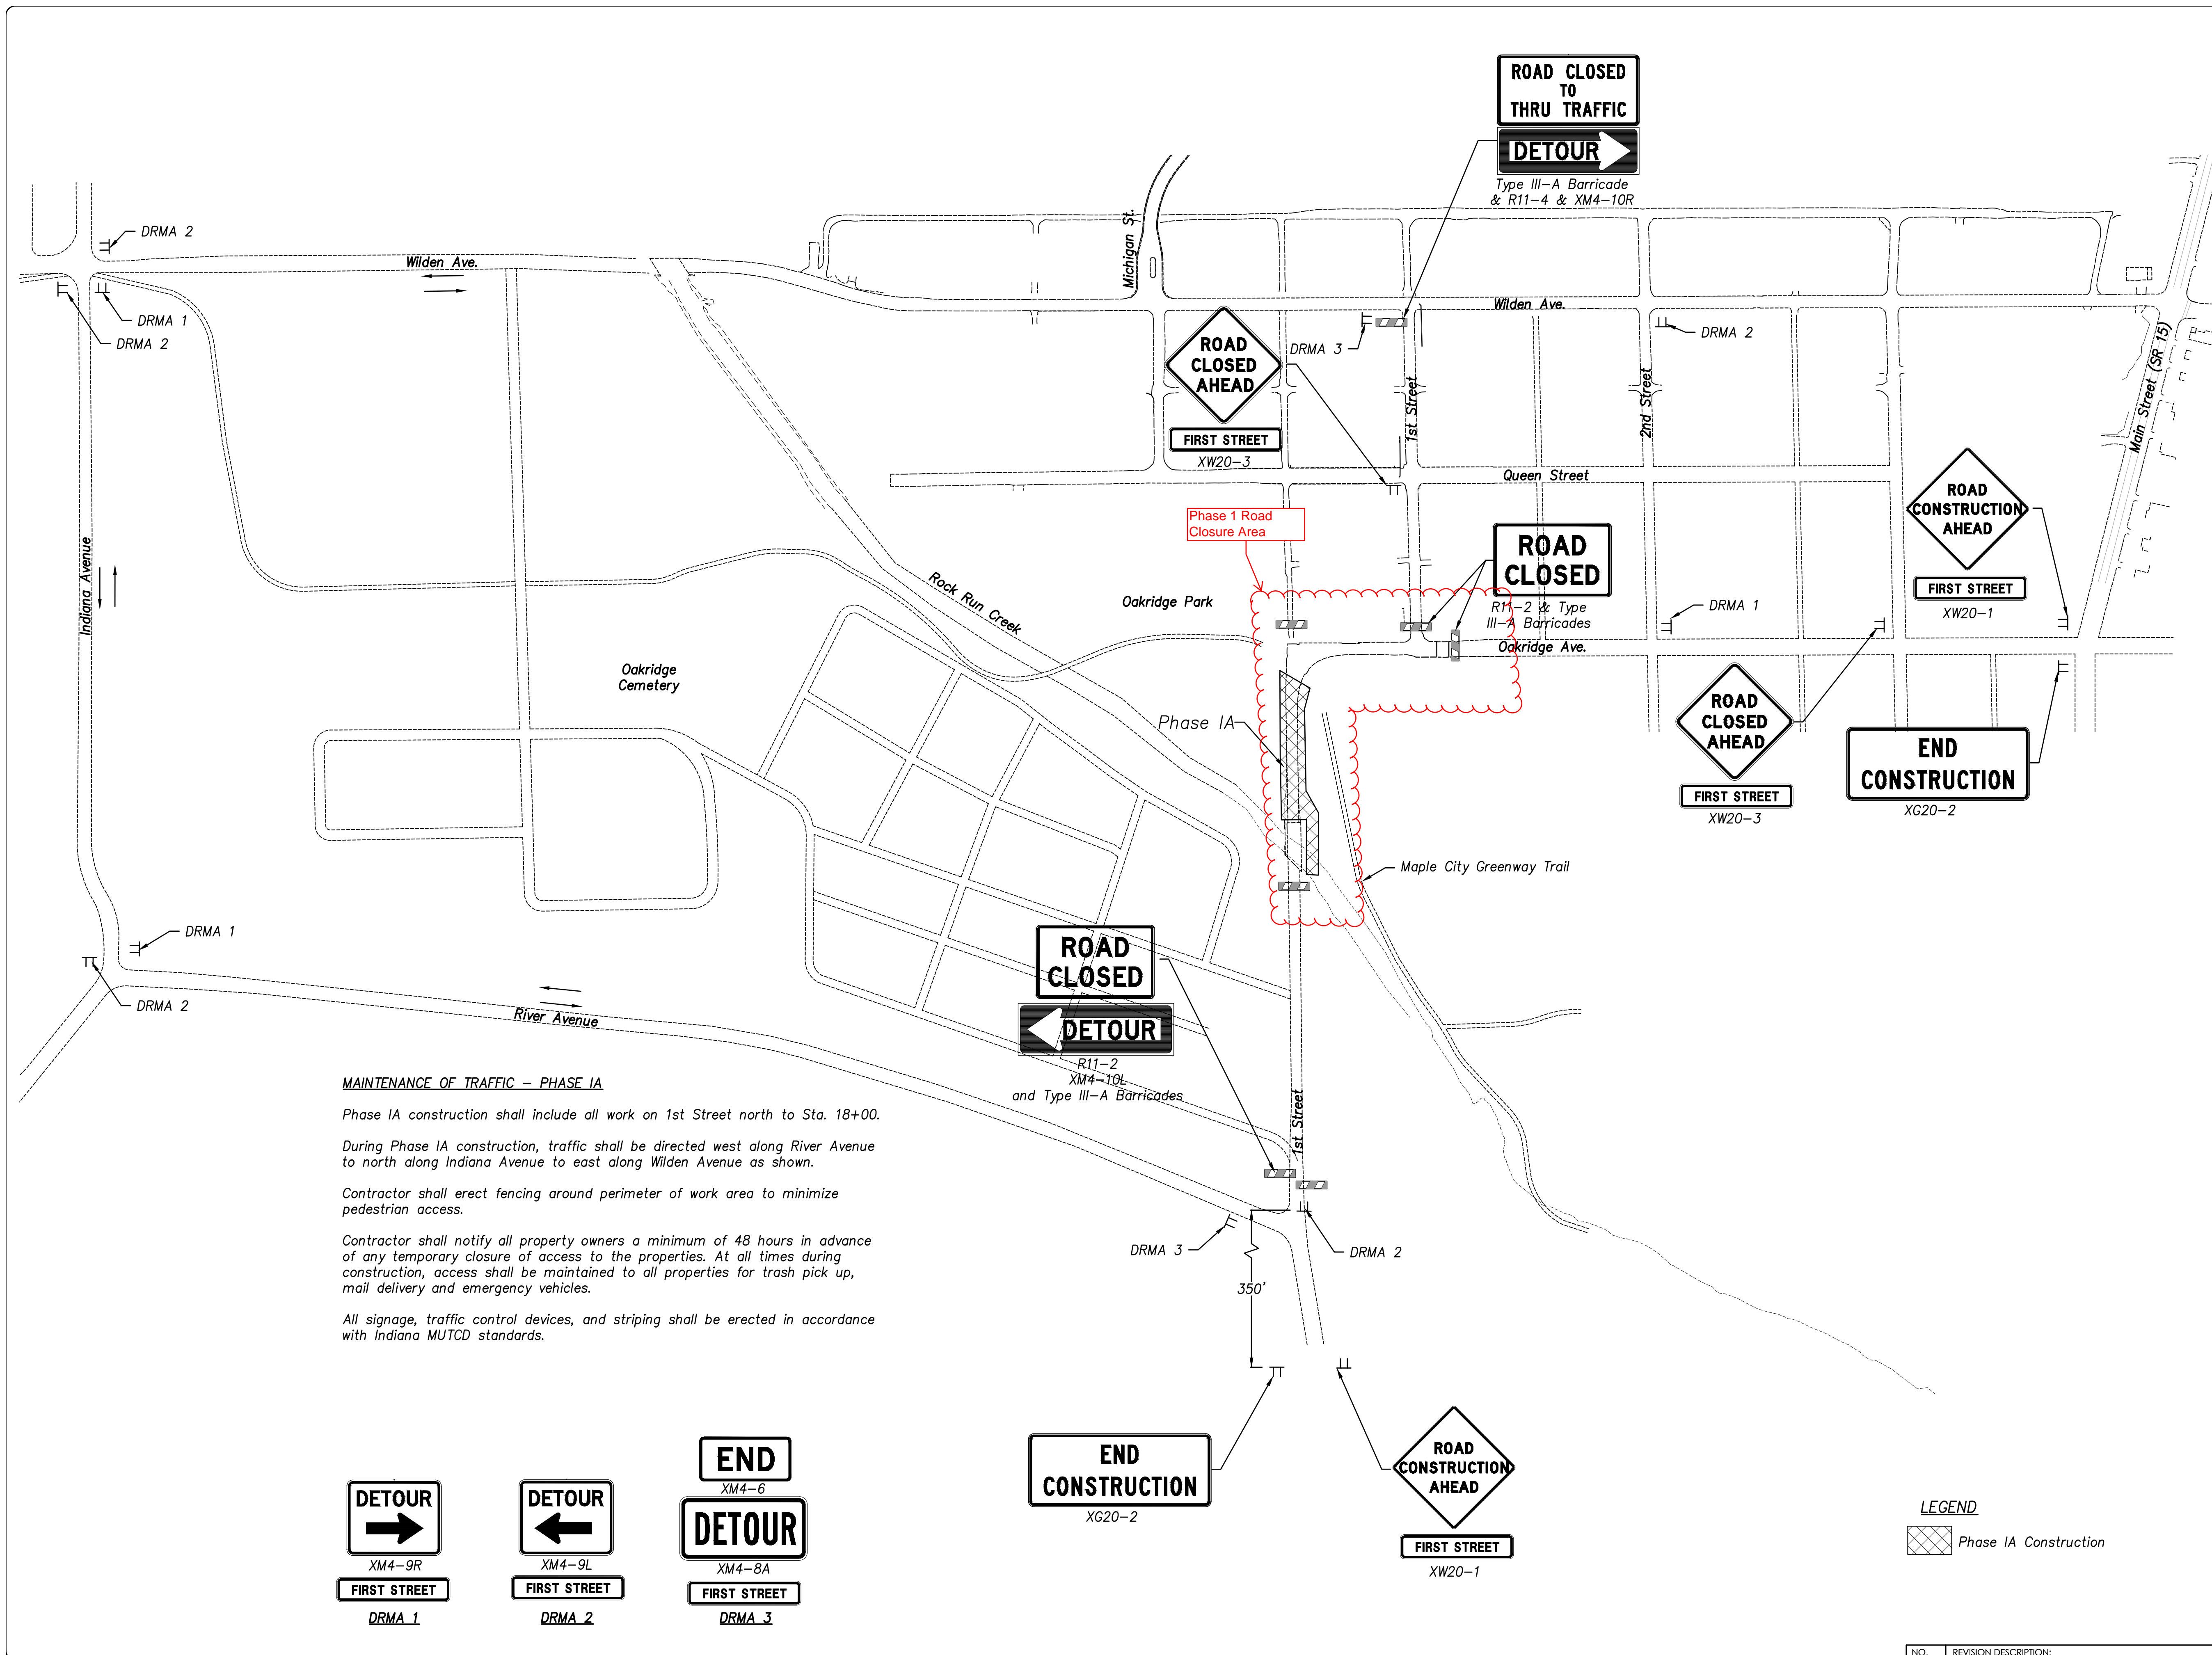 ROAD CLOSED
TO
THRU TRAFFIC
DETOUR
Type III-A Barricade
& R11-4 & XM4-10R
DRMA 2
Wilden Ave.
Michigan St.
Wilden Ave.
DRMA 1
DRMA 2
DRMA 3
DRMA 2
ROAD
CLOSED
AHEAD
FIRST STREET
XW20-3
1st Street
2nd Street
Main Street (SR 15)
Queen Street
Phase 1 Road
Closure Area
ROAD
CLOSED
R11-2 & Type
III-A Barricades
Oakridge Ave.
ROAD
CONSTRUCTION
AHEAD
FIRST STREET
XW20-1
DRMA 1
Indiana Avenue
Rock Run Creek
Oakridge Park
Oakridge
Cemetery
Phase IA
ROAD
CLOSED
AHEAD
FIRST STREET
XW20-3
END
CONSTRUCTION
XG20-2
Maple City Greenway Trail
DRMA 1
DRMA 2
River Avenue
ROAD
CLOSED
DETOUR
R11-2
XM4-10L
and Type III-A Barricades
1st Street
MAINTENANCE OF TRAFFIC - PHASE IA
Phase IA construction shall include all work on 1st Street north to Sta. 18+00.
During Phase IA construction, traffic shall be directed west along River Avenue
to north along Indiana Avenue to east along Wilden Avenue as shown.
Contractor shall erect fencing around perimeter of work area to minimize
pedestrian access.
Contractor shall notify all property owners a minimum of 48 hours in advance
of any temporary closure of access to the properties. At all times during
construction, access shall be maintained to all properties for trash pick up,
mail delivery and emergency vehicles.
All signage, traffic control devices, and striping shall be erected in accordance
with Indiana MUTCD standards.
DRMA 3
DRMA 2
350'
END
CONSTRUCTION
XG20-2
ROAD
CONSTRUCTION
AHEAD
FIRST STREET
XW20-1
DETOUR
XM4-9R
FIRST STREET
DRMA 1
DETOUR
XM4-9L
FIRST STREET
DRMA 2
END
XM4-6
DETOUR
XM4-8A
FIRST STREET
DRMA 3
LEGEND
Phase IA Construction
NO.
REVISION DESCRIPTION: